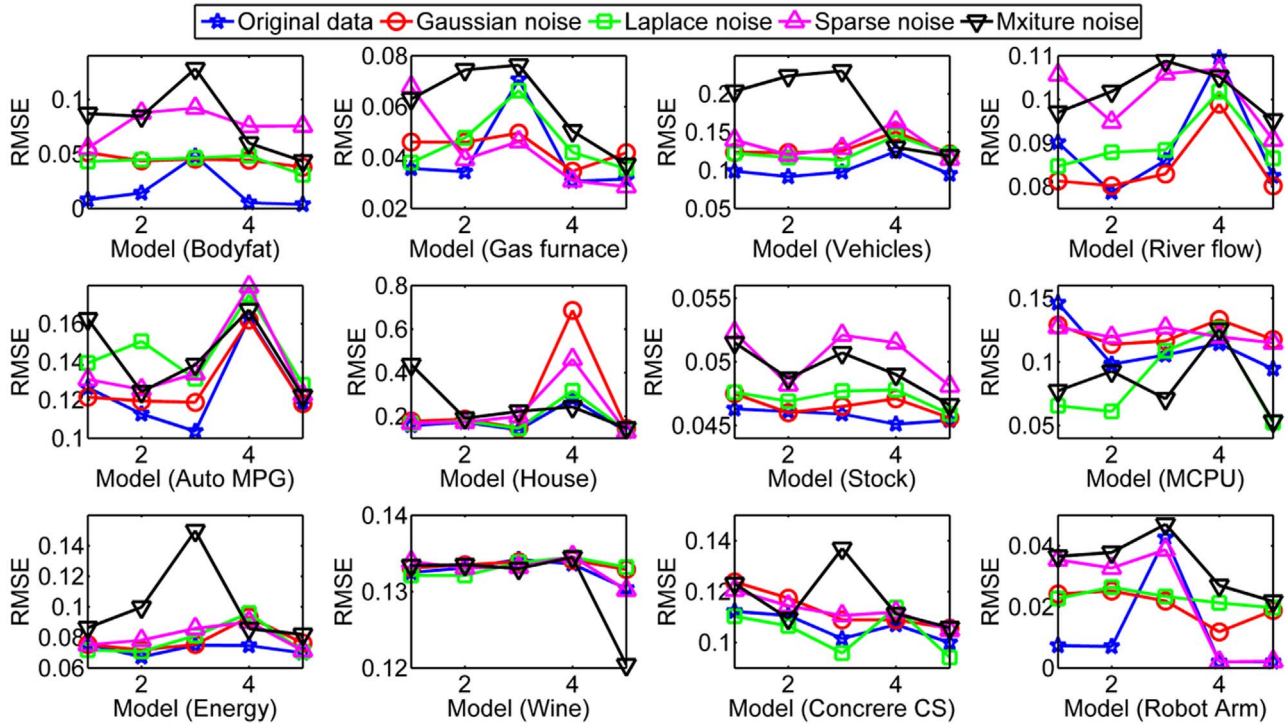 Original data Gaussian noise Laplace noise Sparse noise Mxiture noise
RMSE 0.1 0.05 0 2 4
Model (Bodyfat)
RMSE 0.08 0.06 0.04 0.02 2 4
Model (Gas furnace)
RMSE 0.2 0.15 0.1 0.05 2 4
Model (Vehicles)
RMSE 0.11 0.1 0.09 0.08 2 4
Model (River flow)
RMSE 0.16 0.14 0.12 0.1 2 4
Model (Auto MPG)
RMSE 0.8 0.6 0.4 0.2 2 4
Model (House)
RMSE 0.055 0.05 0.045 2 4
Model (Stock)
RMSE 0.15 0.1 0.05 2 4
Model (MCPU)
RMSE 0.14 0.12 0.1 0.08 0.06 2 4
Model (Energy)
RMSE 0.14 0.13 0.12 2 4
Model (Wine)
RMSE 0.14 0.12 0.1 2 4
Model (Concrere CS)
RMSE 0.04 0.02 0 2 4
Model (Robot Arm)